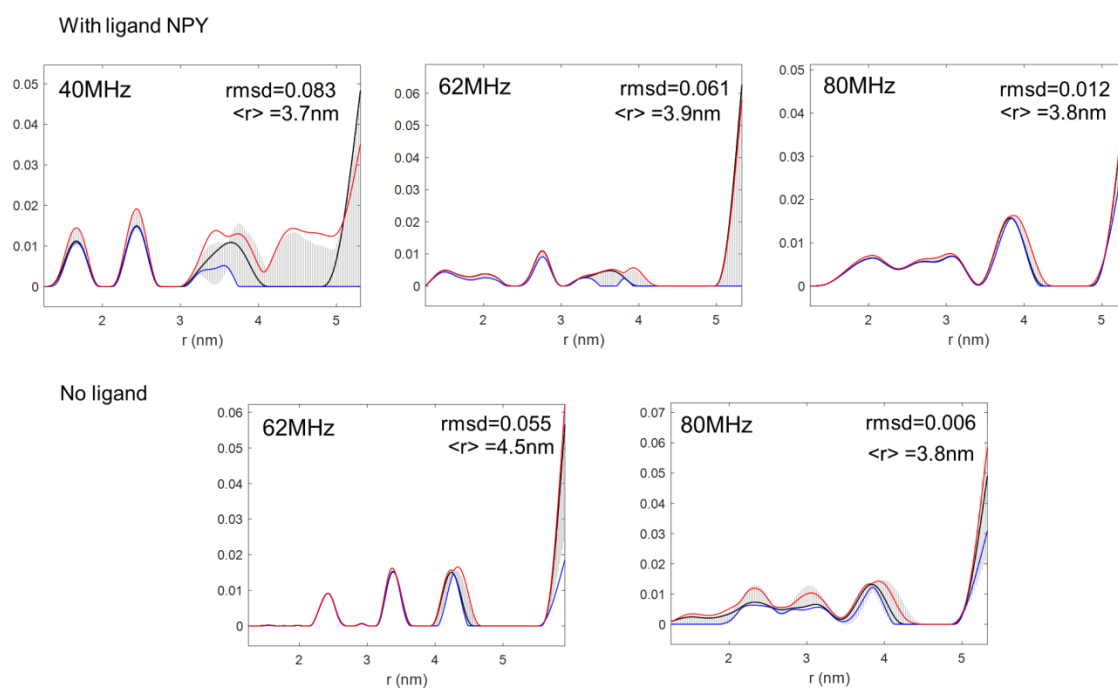 With ligand NPY
40MHz
rmsd=0.083
<r> =3.7nm
0.05
0.04
0.03
0.02
0.01
0
2
3
4
5
r (nm)
62MHz
rmsd=0.061
<r> =3.9nm
0.06
0.05
0.04
0.03
0.02
0.01
0
2
3
4
5
r (nm)
80MHz
rmsd=0.012
<r> =3.8nm
0.05
0.04
0.03
0.02
0.01
0
2
3
4
5
r (nm)
No ligand
62MHz
rmsd=0.055
<r> =4.5nm
0.06
0.05
0.04
0.03
0.02
0.01
0
2
3
4
5
r (nm)
80MHz
rmsd=0.006
<r> =3.8nm
0.07
0.06
0.05
0.04
0.03
0.02
0.01
0
2
3
4
5
r (nm)